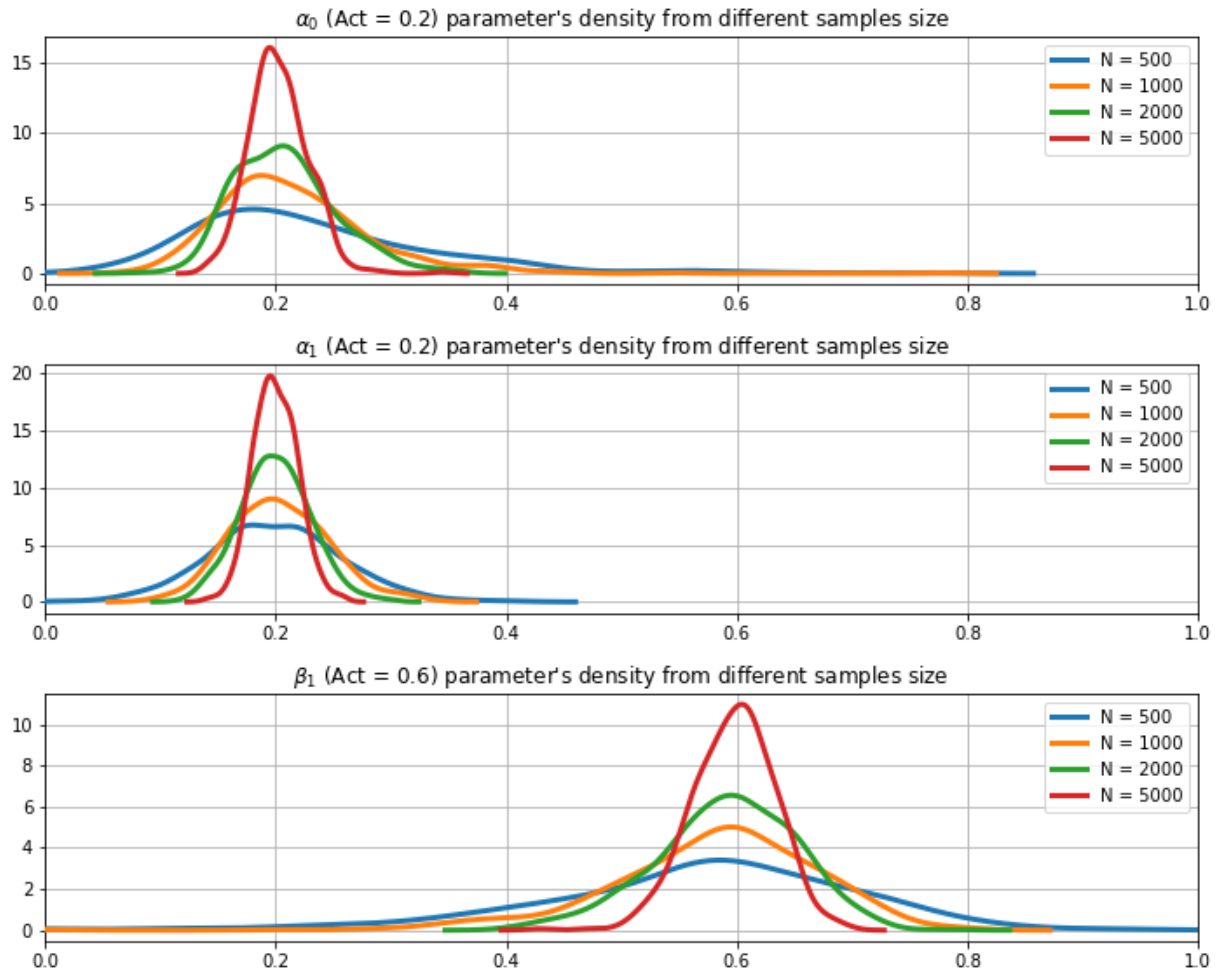 α₀ (Act = 0.2) parameter's density from different samples size
15
10
5
0
N = 500
N = 1000
N = 2000
N = 5000
0.0 0.2 0.4 0.6 0.8 1.0
α₁ (Act = 0.2) parameter's density from different samples size
20
15
10
5
0
N = 500
N = 1000
N = 2000
N = 5000
0.0 0.2 0.4 0.6 0.8 1.0
β₁ (Act = 0.6) parameter's density from different samples size
10
8
6
4
2
0
N = 500
N = 1000
N = 2000
N = 5000
0.0 0.2 0.4 0.6 0.8 1.0